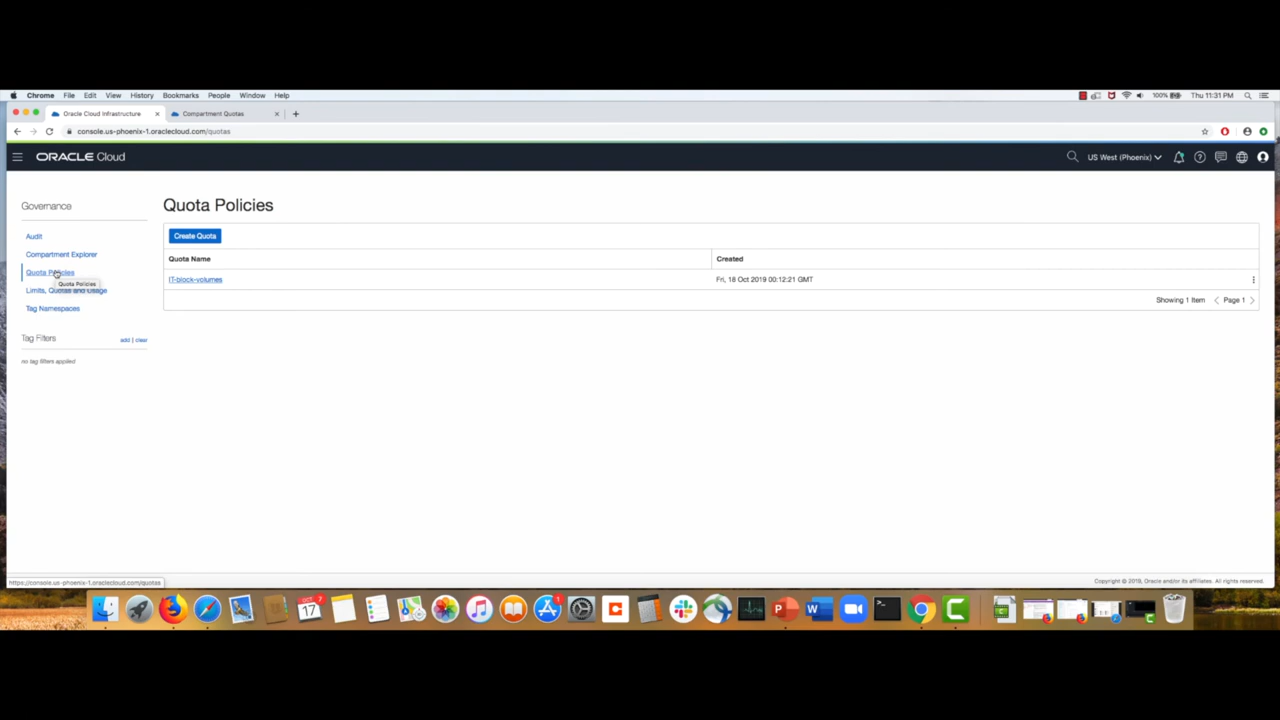 Chrome File Edit View History Bookmarks People Window Help 100% Thu 11:31 PM
Oracle Cloud Infrastructure Compartment Quotas
console.us-phoenix-1.oraclecloud.com/quotas
ORACLE Cloud US West (Phoenix)
Governance
Quota Policies
Audit
Create Quota
Compartment Explorer
Quota Name Created
Quota Policies
IT-block-volumes Fri, 18 Oct 2019 00:12:21 GMT
Quota Policies
Limits, Quotas and Usage
Showing 1 Item Page 1
Tag Namespaces
Tag Filters add | clear
no tag filters applied
https://console.us-phoenix-1.oraclecloud.com/quotas
Copyright © 2019, Oracle and/or its affiliates. All rights reserved.
OCT
17
1